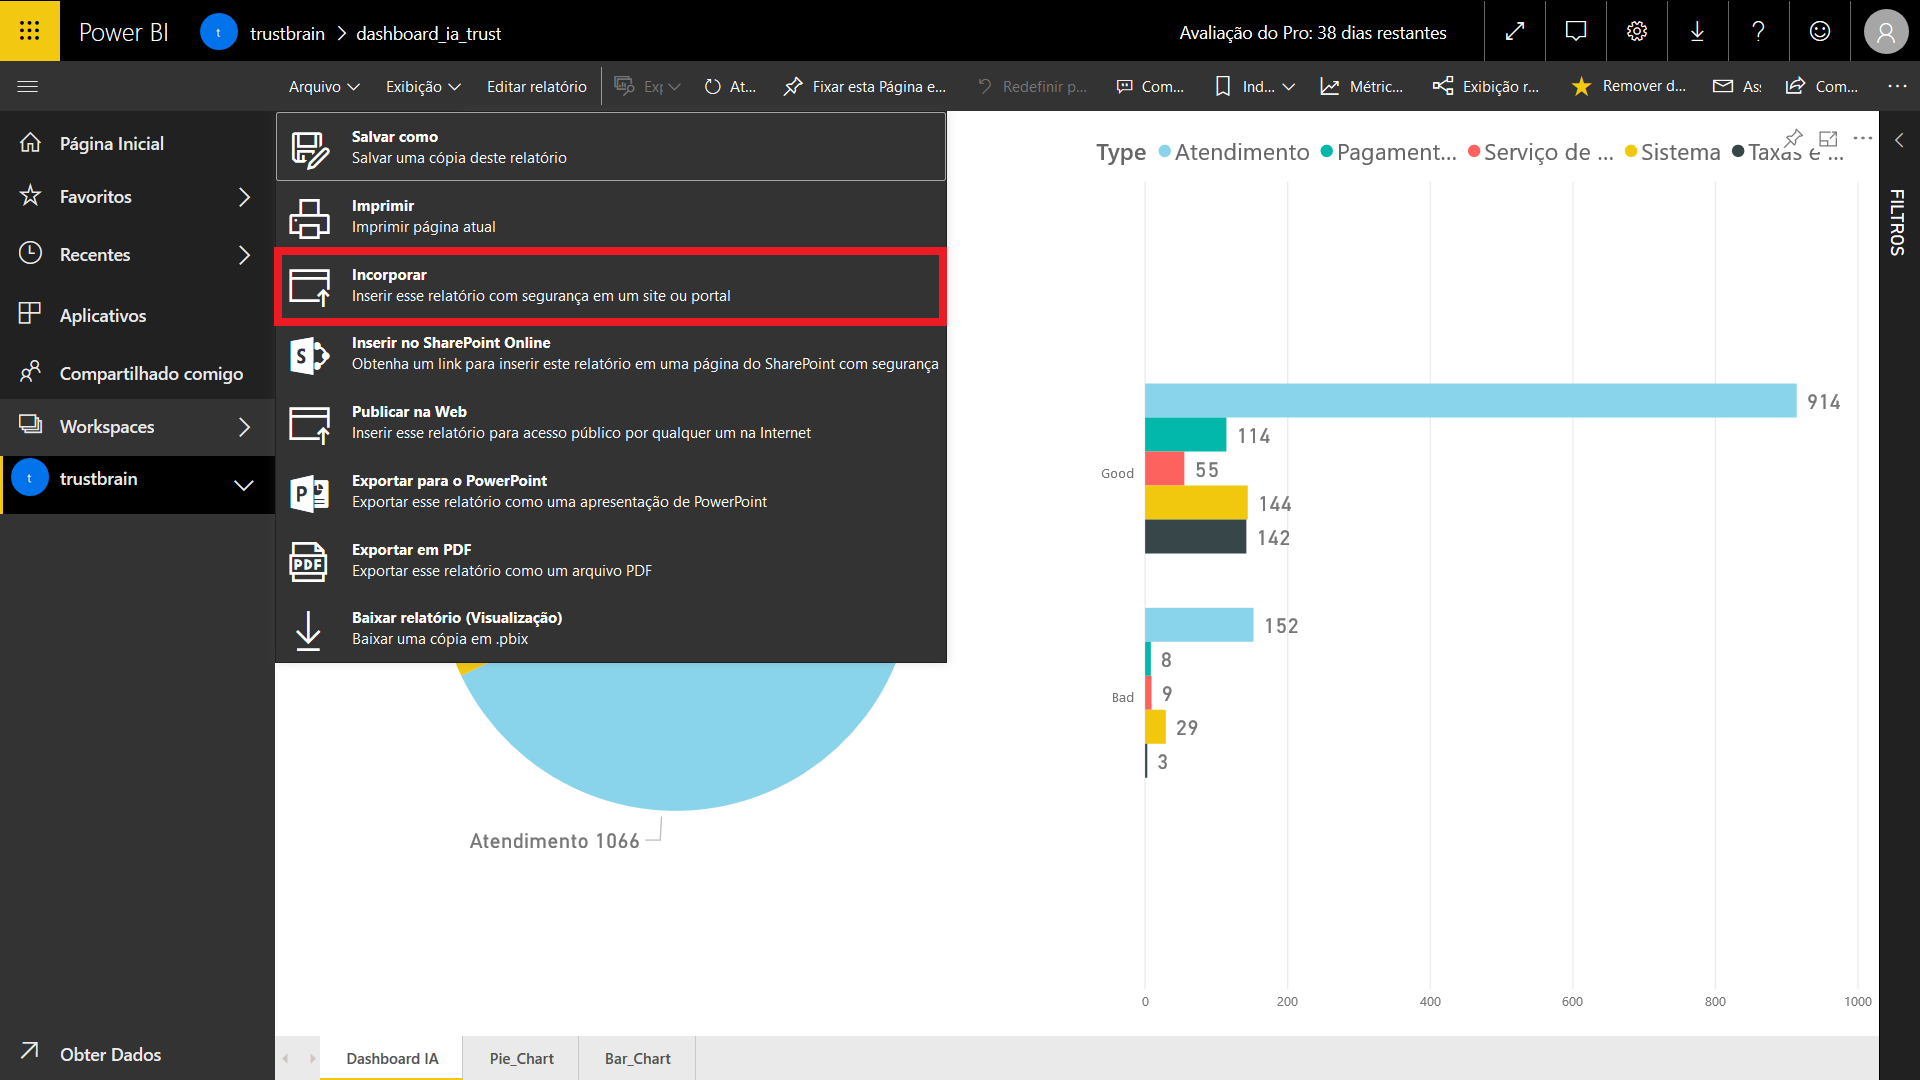 Power BI
t
trustbrain > dashboard_ia_trust
Avaliação do Pro: 38 dias restantes
?
Arquivo
Exibição
Editar relatório
Exp
At...
Fixar esta Página e...
Redefinir p...
Com...
Ind...
Métric...
Exibição r...
Remover d...
Ass
Com...
...
Página Inicial
Favoritos
Recentes
Aplicativos
Compartilhado comigo
Workspaces
t
trustbrain
Obter Dados
Salvar como
Salvar uma cópia deste relatório
Imprimir
Imprimir página atual
Incorporar
Inserir esse relatório com segurança em um site ou portal
S
Inserir no SharePoint Online
Obtenha um link para inserir este relatório em uma página do SharePoint com segurança
Publicar na Web
Inserir esse relatório para acesso público por qualquer um na Internet
P
Exportar para o PowerPoint
Exportar esse relatório como uma apresentação de PowerPoint
PDF
Exportar em PDF
Exportar esse relatório como um arquivo PDF
Baixar relatório (Visualização)
Baixar uma cópia em .pbix
Atendimento 1066
Type Atendimento Pagament... Serviço de ... Sistema Taxas e ...
Good
914
114
55
144
142
Bad
152
8
9
29
3
0 200 400 600 800 1000
FILTROS
Dashboard IA
Pie_Chart
Bar_Chart